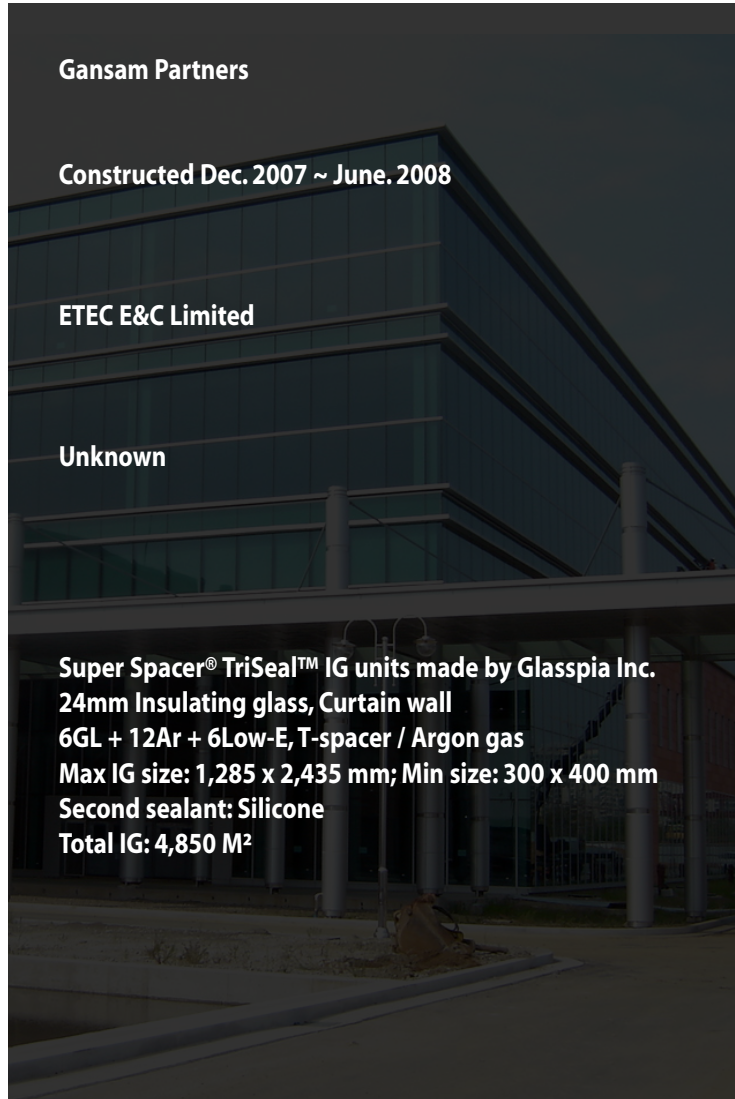 Gansam Partners
Constructed Dec. 2007 ~ June. 2008
ETEC E&C Limited
Unknown
Super Spacer® TriSeal™ IG units made by Glasspia Inc.
24mm Insulating glass, Curtain wall
6GL + 12Ar + 6Low-E, T-spacer / Argon gas
Max IG size: 1,285 x 2,435 mm; Min size: 300 x 400 mm
Second sealant: Silicone
Total IG: 4,850 M²